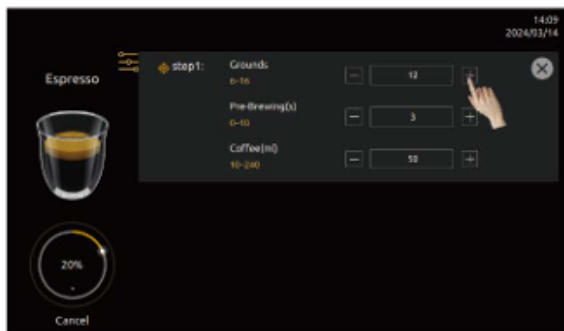 14:09
2024/03/14
Espresso
step1:
Grounds
6-16
12
Pre-Brewing(s)
0-10
3
Coffee(ml)
10-240
50
20%
Cancel